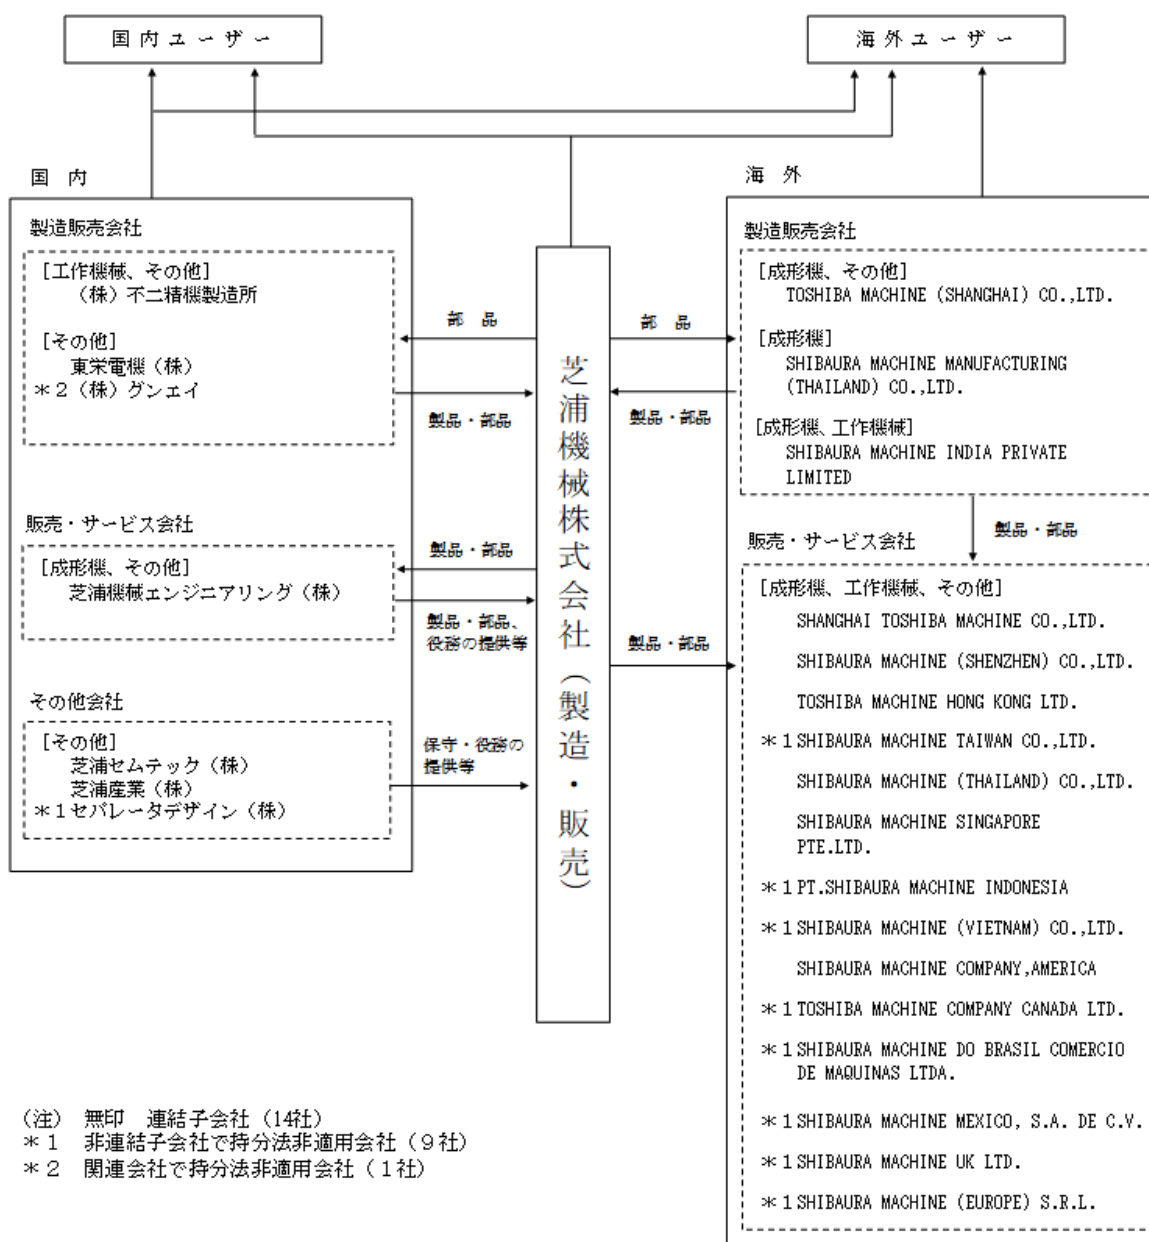 国内ユーザー
海外ユーザー
国 内
製造販売会社
[工作機械、その他]
（株）不二精機製造所
[その他]
東栄電機（株）
＊２（株）グンエイ
販売・サービス会社
[成形機、その他]
芝浦機械エンジニアリング（株）
その他会社
[その他]
芝浦セムテック（株）
芝浦産業（株）
＊１セパレータデザイン（株）
部 品
製品・部品
製品・部品
製品・部品、
役務の提供等
保守・役務の
提供等
芝浦機械株式会社（製造・販売）
部 品
製品・部品
製品・部品
海 外
製造販売会社
[成形機、その他]
TOSHIBA MACHINE (SHANGHAI) CO.,LTD.
[成形機]
SHIBAURA MACHINE MANUFACTURING
(THAILAND) CO.,LTD.
[成形機、工作機械]
SHIBAURA MACHINE INDIA PRIVATE
LIMITED
製品・部品
販売・サービス会社
[成形機、工作機械、その他]
SHANGHAI TOSHIBA MACHINE CO.,LTD.
SHIBAURA MACHINE (SHENZHEN) CO.,LTD.
TOSHIBA MACHINE HONG KONG LTD.
＊１SHIBAURA MACHINE TAIWAN CO.,LTD.
SHIBAURA MACHINE (THAILAND) CO.,LTD.
SHIBAURA MACHINE SINGAPORE
PTE.LTD.
＊１PT.SHIBAURA MACHINE INDONESIA
＊１SHIBAURA MACHINE (VIETNAM) CO.,LTD.
SHIBAURA MACHINE COMPANY,AMERICA
＊１TOSHIBA MACHINE COMPANY CANADA LTD.
＊１SHIBAURA MACHINE DO BRASIL COMERCIO
DE MAQUINAS LTDA.
＊１SHIBAURA MACHINE MEXICO, S.A. DE C.V.
＊１SHIBAURA MACHINE UK LTD.
＊１SHIBAURA MACHINE (EUROPE) S.R.L.
（注） 無印 連結子会社（14社）
＊１ 非連結子会社で持分法非適用会社（９社）
＊２ 関連会社で持分法非適用会社（１社）